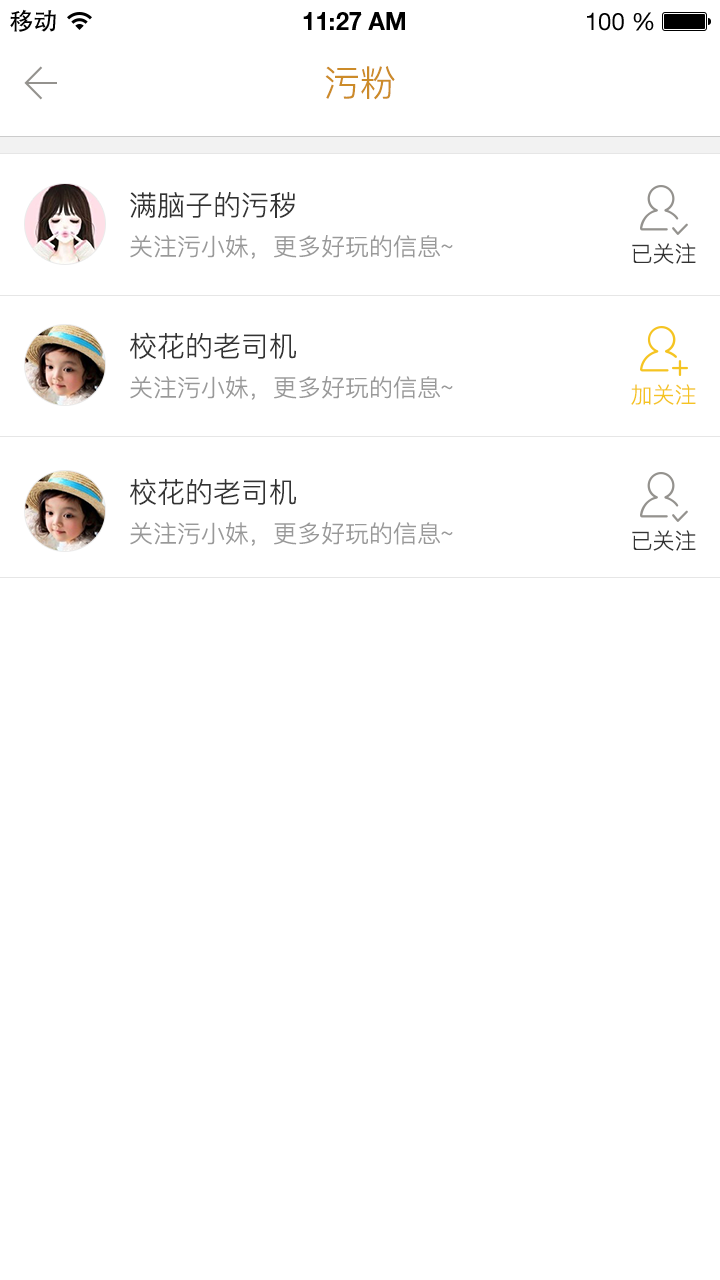 移动 11:27 AM 100 %
污粉
满脑子的污秽
关注污小妹，更多好玩的信息~
已关注
校花的老司机
关注污小妹，更多好玩的信息~
加关注
校花的老司机
关注污小妹，更多好玩的信息~
已关注